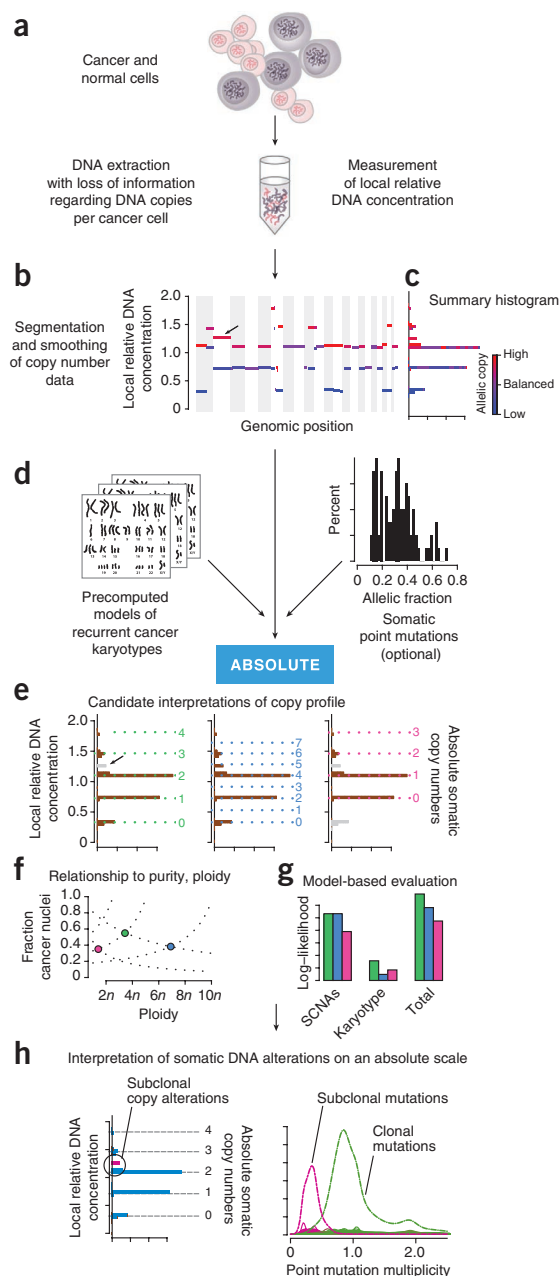 a
Cancer and
normal cells
DNA extraction
with loss of information
regarding DNA copies
per cancer cell
Measurement
of local relative
DNA concentration
b
Segmentation
and smoothing
of copy number
data
Local relative DNA
concentration
2.0
1.5
1.0
0.5
0
Genomic position
c
Summary histogram
Allelic copy
High
Balanced
Low
d
Precomputed models of
recurrent cancer
karyotypes
Percent
0 0.2 0.4 0.6 0.8
Allelic fraction
Somatic
point mutations
(optional)
ABSOLUTE
e
Candidate interpretations of copy profile
Local relative DNA
concentration
2.0
1.5
1.0
0.5
0
4
3
2
1
0
7
6
5
4
3
2
1
0
3
2
1
0
Absolute somatic
copy numbers
f
Relationship to purity, ploidy
Fraction
cancer nuclei
1.0
0.8
0.6
0.4
0.2
0
2n 4n 6n 8n 10n
Ploidy
g
Model-based evaluation
Log–likelihood
SCNAs
Karyotype
Total
h
Interpretation of somatic DNA alterations on an absolute scale
Subclonal
copy alterations
Local relative DNA
concentration
4
3
2
1
0
Absolute somatic
copy numbers
Subclonal mutations
Clonal
mutations
0 1.0 2.0
Point mutation multiplicity